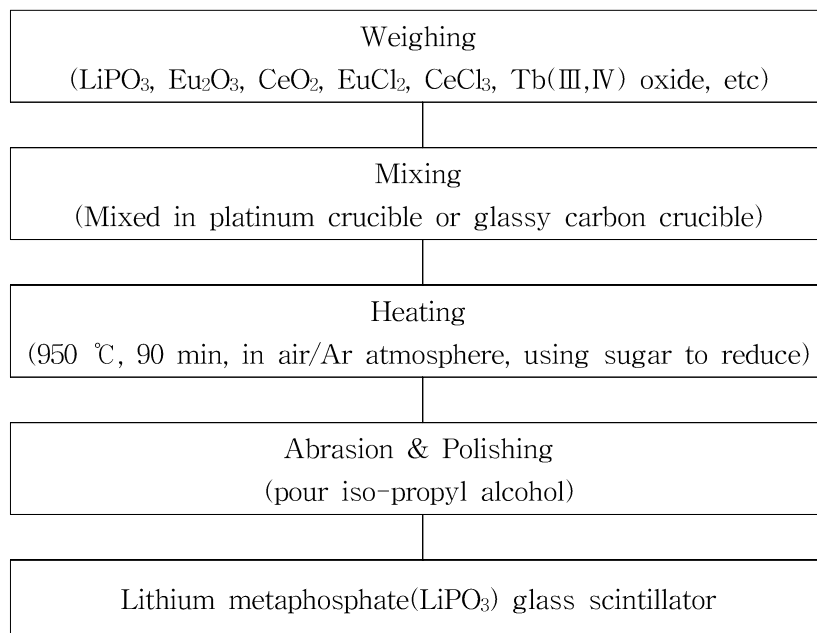 Weighing
(LiPO₃, Eu₂O₃, CeO₂, EuCl₂, CeCl₃, Tb(Ⅲ,Ⅳ) oxide, etc)
Mixing
(Mixed in platinum crucible or glassy carbon crucible)
Heating
(950 ℃, 90 min, in air/Ar atmosphere, using sugar to reduce)
Abrasion & Polishing
(pour iso-propyl alcohol)
Lithium metaphosphate(LiPO₃) glass scintillator